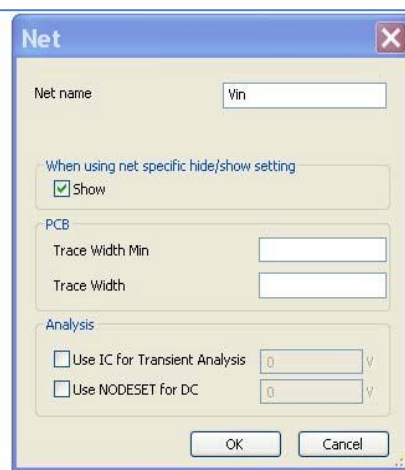 Net
Net name Vin
When using net specific hide/show setting
Show
PCB
Trace Width Min
Trace Width
Analysis
Use IC for Transient Analysis 0 V
Use NODESET for DC 0 V
OK Cancel